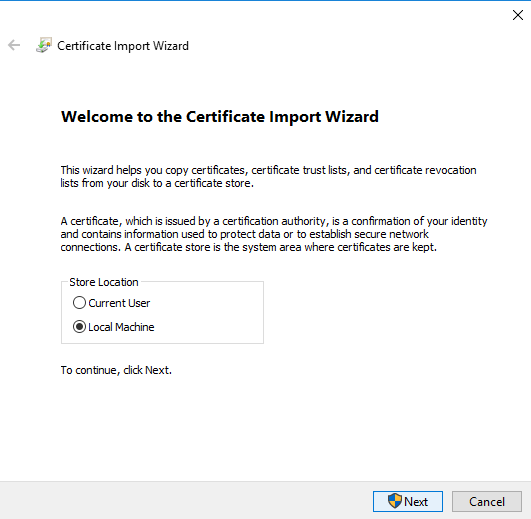 Certificate Import Wizard
Welcome to the Certificate Import Wizard
This wizard helps you copy certificates, certificate trust lists, and certificate revocation
lists from your disk to a certificate store.
A certificate, which is issued by a certification authority, is a confirmation of your identity
and contains information used to protect data or to establish secure network
connections. A certificate store is the system area where certificates are kept.
Store Location
Current User
Local Machine
To continue, click Next.
Next
Cancel